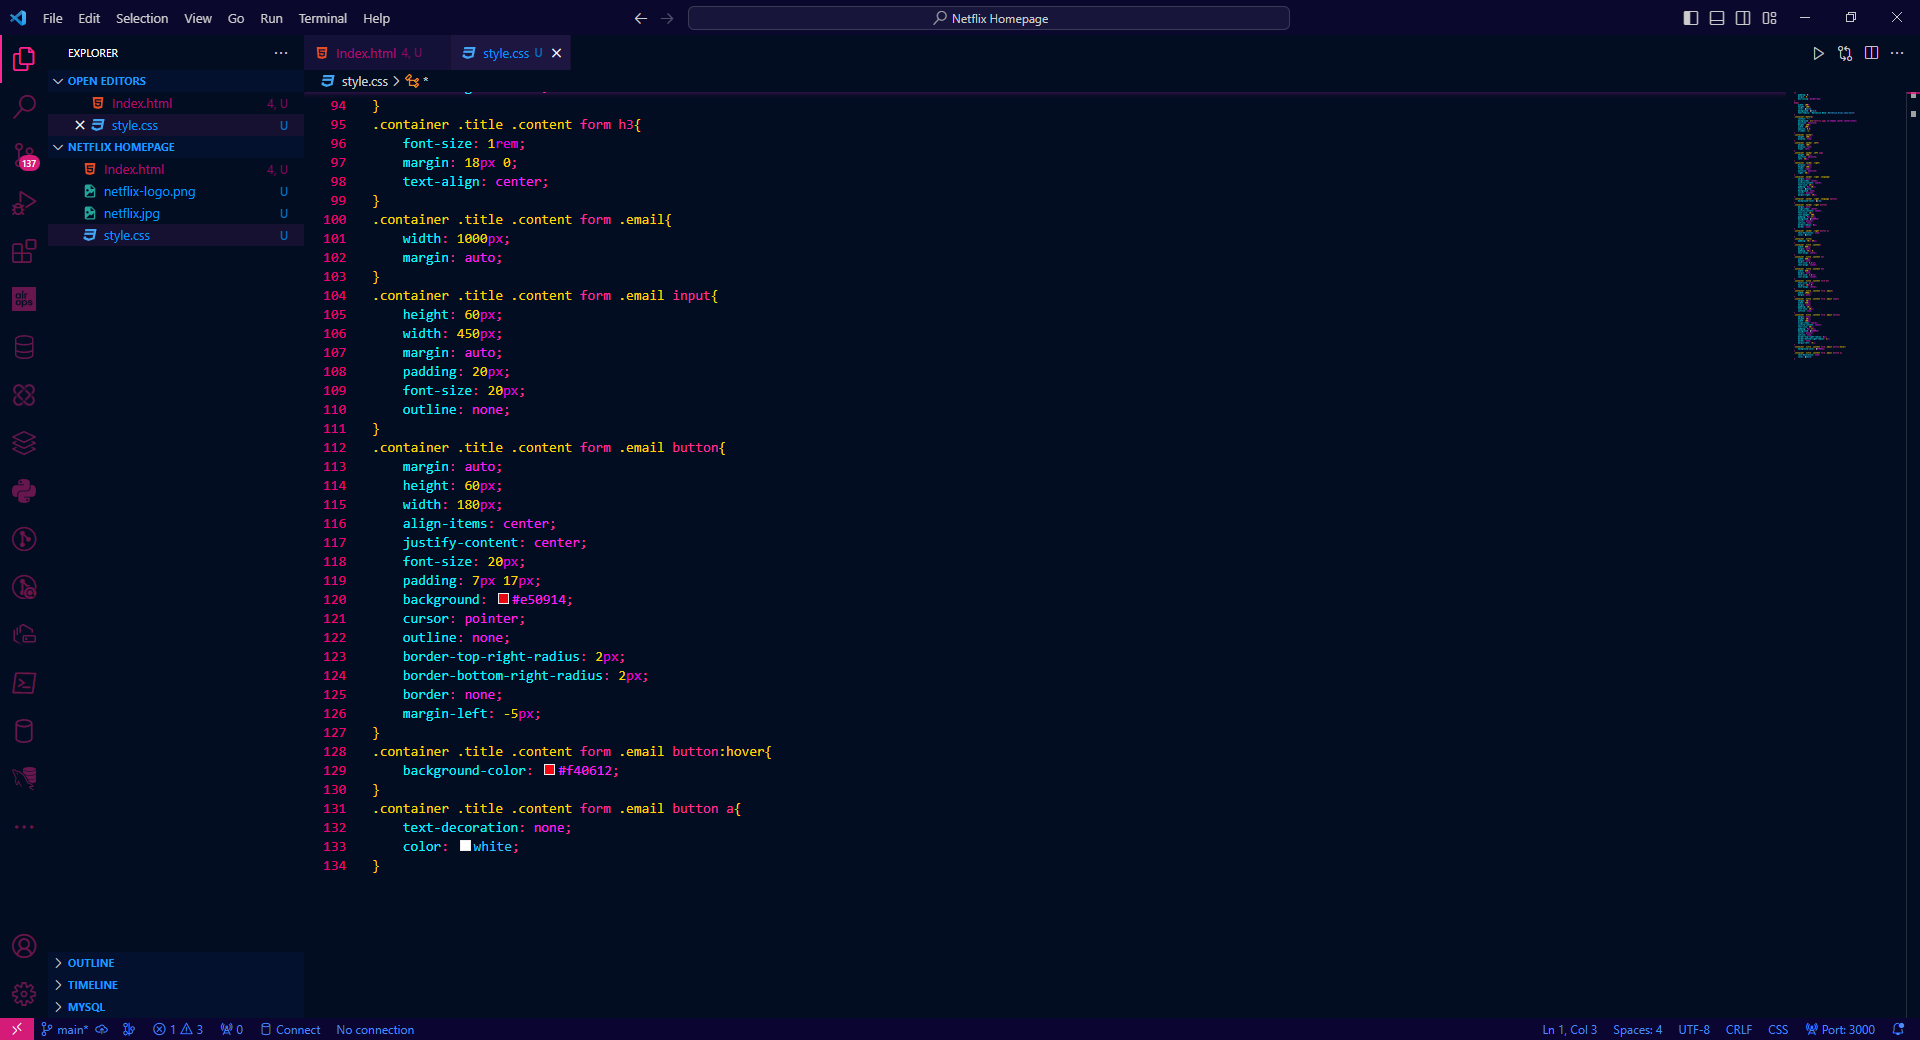 File Edit Selection View Go Run Terminal Help
Netflix Homepage
EXPLORER
OPEN EDITORS
Index.html 4, U
style.css U
NETFLIX HOMEPAGE
Index.html 4, U
netflix-logo.png U
netflix.jpg U
style.css U
137
air
ops
OUTLINE
TIMELINE
MYSQL
Index.html 4, U
style.css U
style.css > *
94 }
95 .container .title .content form h3{
96 font-size: 1rem;
97 margin: 18px 0;
98 text-align: center;
99 }
100 .container .title .content form .email{
101 width: 1000px;
102 margin: auto;
103 }
104 .container .title .content form .email input{
105 height: 60px;
106 width: 450px;
107 margin: auto;
108 padding: 20px;
109 font-size: 20px;
110 outline: none;
111 }
112 .container .title .content form .email button{
113 margin: auto;
114 height: 60px;
115 width: 180px;
116 align-items: center;
117 justify-content: center;
118 font-size: 20px;
119 padding: 7px 17px;
120 background: #e50914;
121 cursor: pointer;
122 outline: none;
123 border-top-right-radius: 2px;
124 border-bottom-right-radius: 2px;
125 border: none;
126 margin-left: -5px;
127 }
128 .container .title .content form .email button:hover{
129 background-color: #f40612;
130 }
131 .container .title .content form .email button a{
132 text-decoration: none;
133 color: white;
134 }
main* 1 3 0 Connect No connection
Ln 1, Col 3 Spaces: 4 UTF-8 CRLF CSS Port: 3000